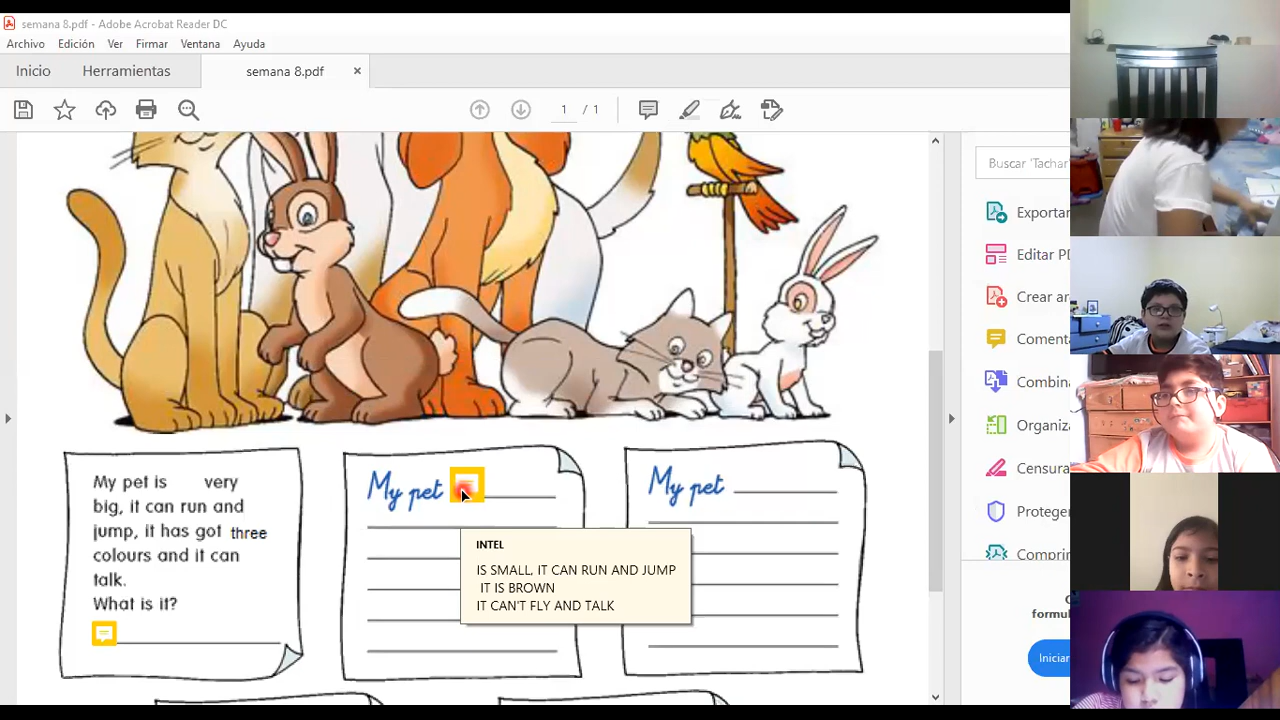 semana 8.pdf - Adobe Acrobat Reader DC
Archivo Edición Ver Firmar Ventana Ayuda
Inicio Herramientas semana 8.pdf ×
1 / 1
Buscar 'Tachar
Exportar
Editar PD
Crear ar
Comenta
Combina
Organiza
Censura
Proteger
Comprin
formul
Iniciar
My pet is very
big, it can run and
jump, it has got three
colours and it can
talk.
What is it?
My pet
INTEL
IS SMALL, IT CAN RUN AND JUMP
IT IS BROWN
IT CAN'T FLY AND TALK
My pet